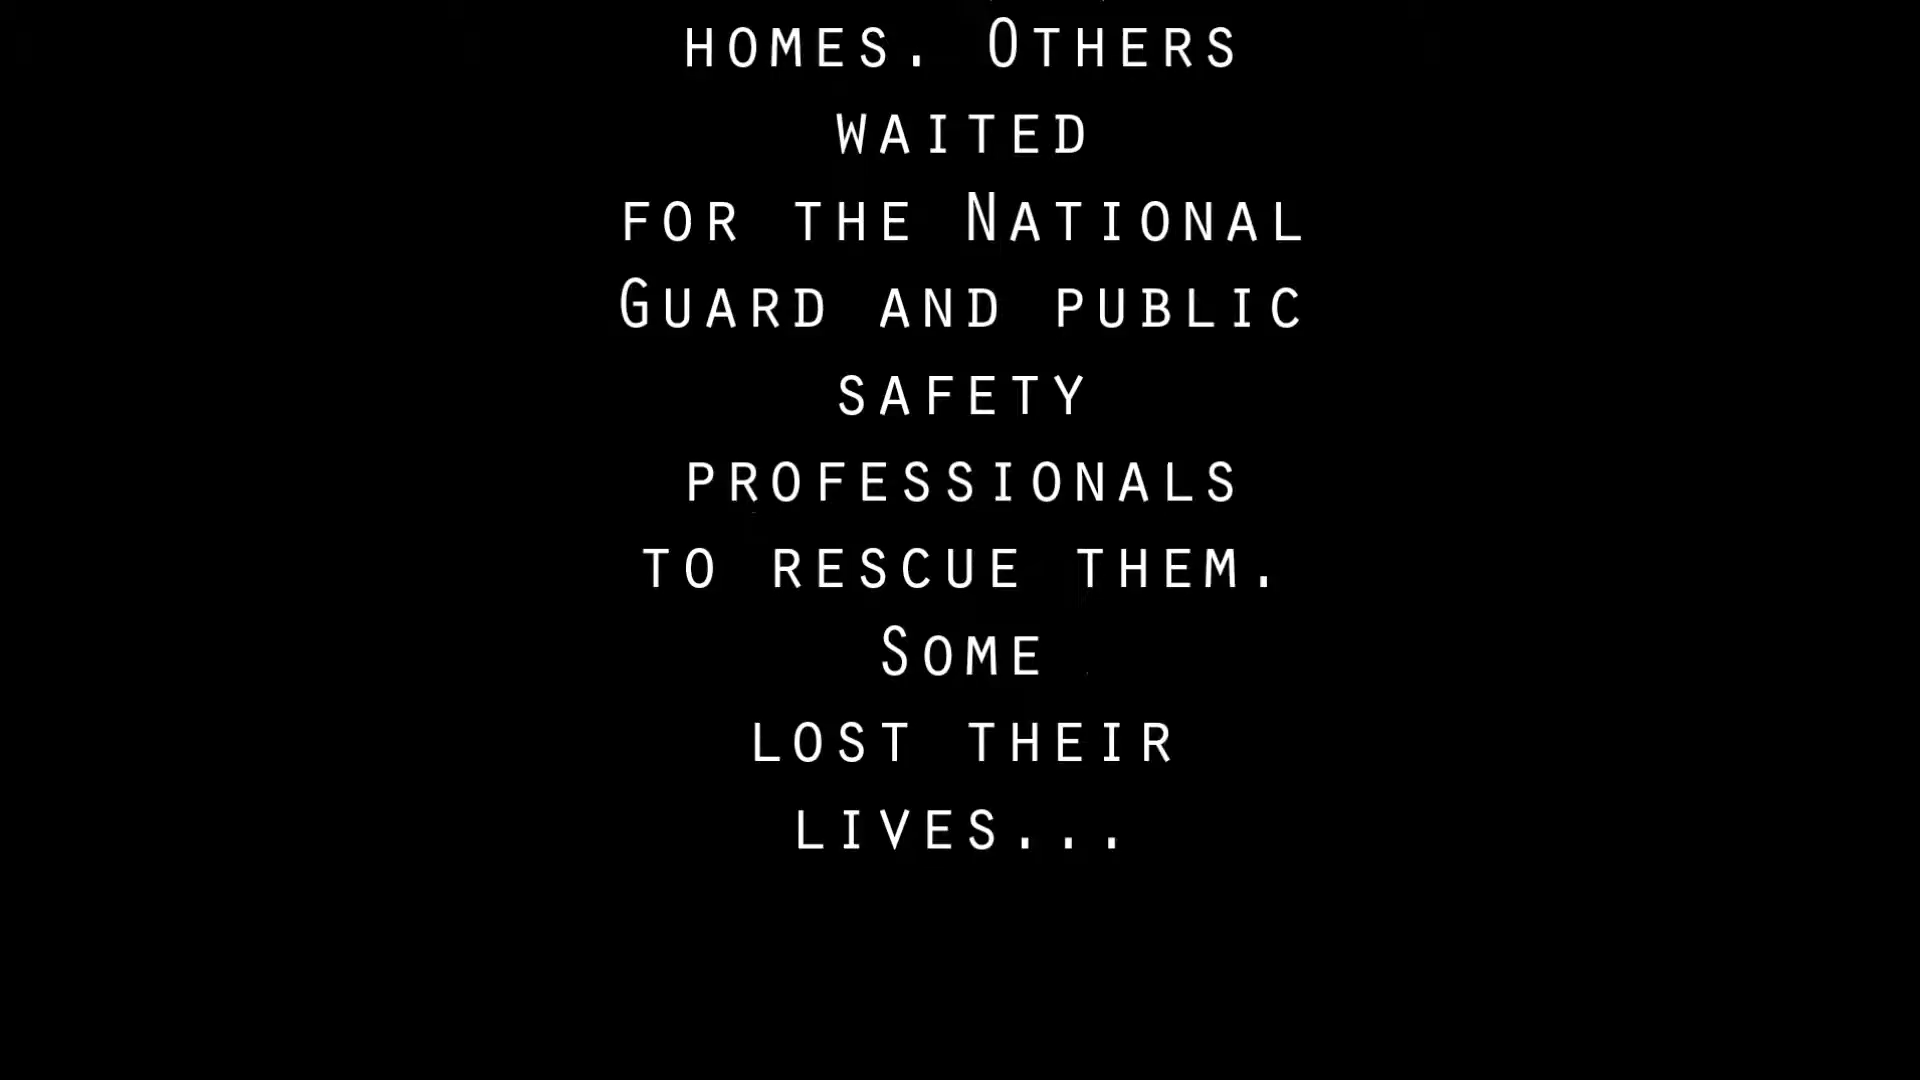 homes. Others
waited
for the National
Guard and public
safety
professionals
to rescue them.
Some
lost their
lives...